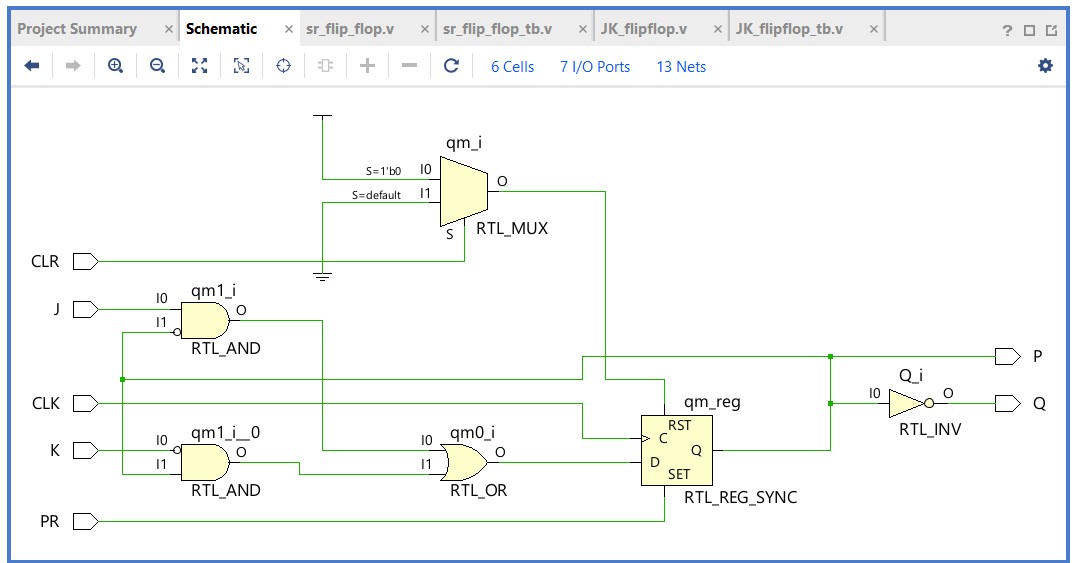 Project Summary × Schematic × sr_flip_flop.v × sr_flip_flop_tb.v × JK_flipflop.v × JK_flipflop_tb.v × ?
6 Cells 7 I/O Ports 13 Nets
qm_i
S=1'b0 I0
S=default I1
O
S
RTL_MUX
CLR
qm1_i
J
I0
I1
O
RTL_AND
P
Q_i
CLK
I0
O
Q
RTL_INV
qm_reg
RST
C
D
Q
SET
RTL_REG_SYNC
qm1_i__0
K
I0
I1
O
RTL_AND
qm0_i
I0
I1
O
RTL_OR
PR